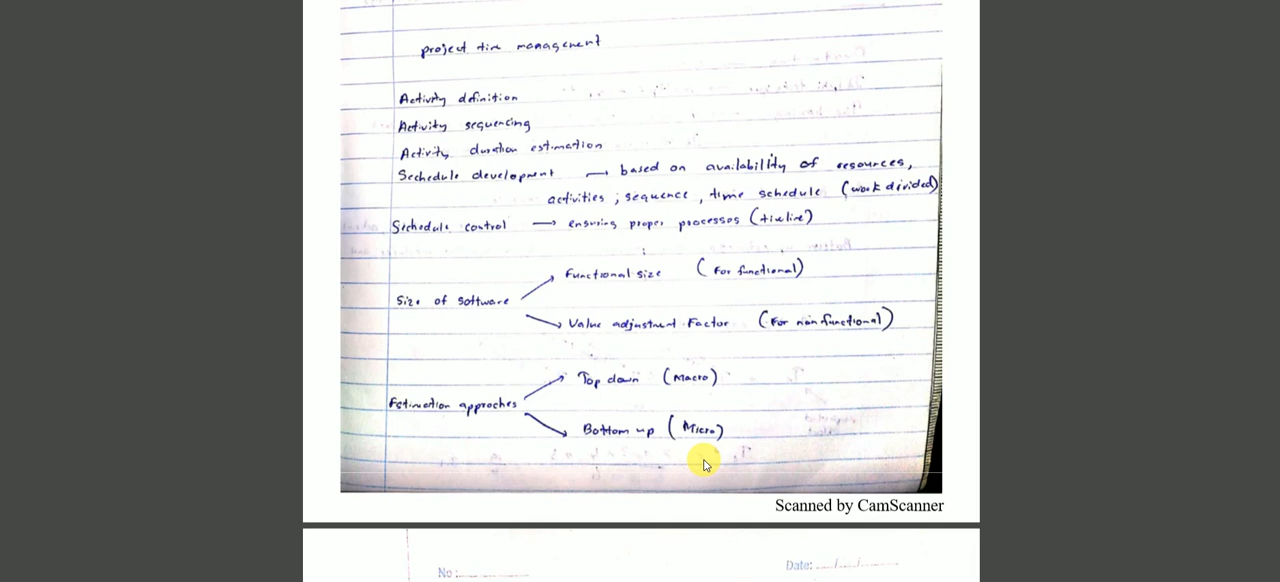 project time management
Activity definition
Activity sequencing
Activity duration estimation
Sechedule development → based on availability of resources,
activities ; sequence , time schedule (work divided)
Sechedule control → ensuring proper processes (timeline)
Functional size (For functional)
Size of software
Value adjustment Factor (For non functional)
Top down (Macro)
Estimation approches
Bottom up (Micro)
Scanned by CamScanner
No :
Date: